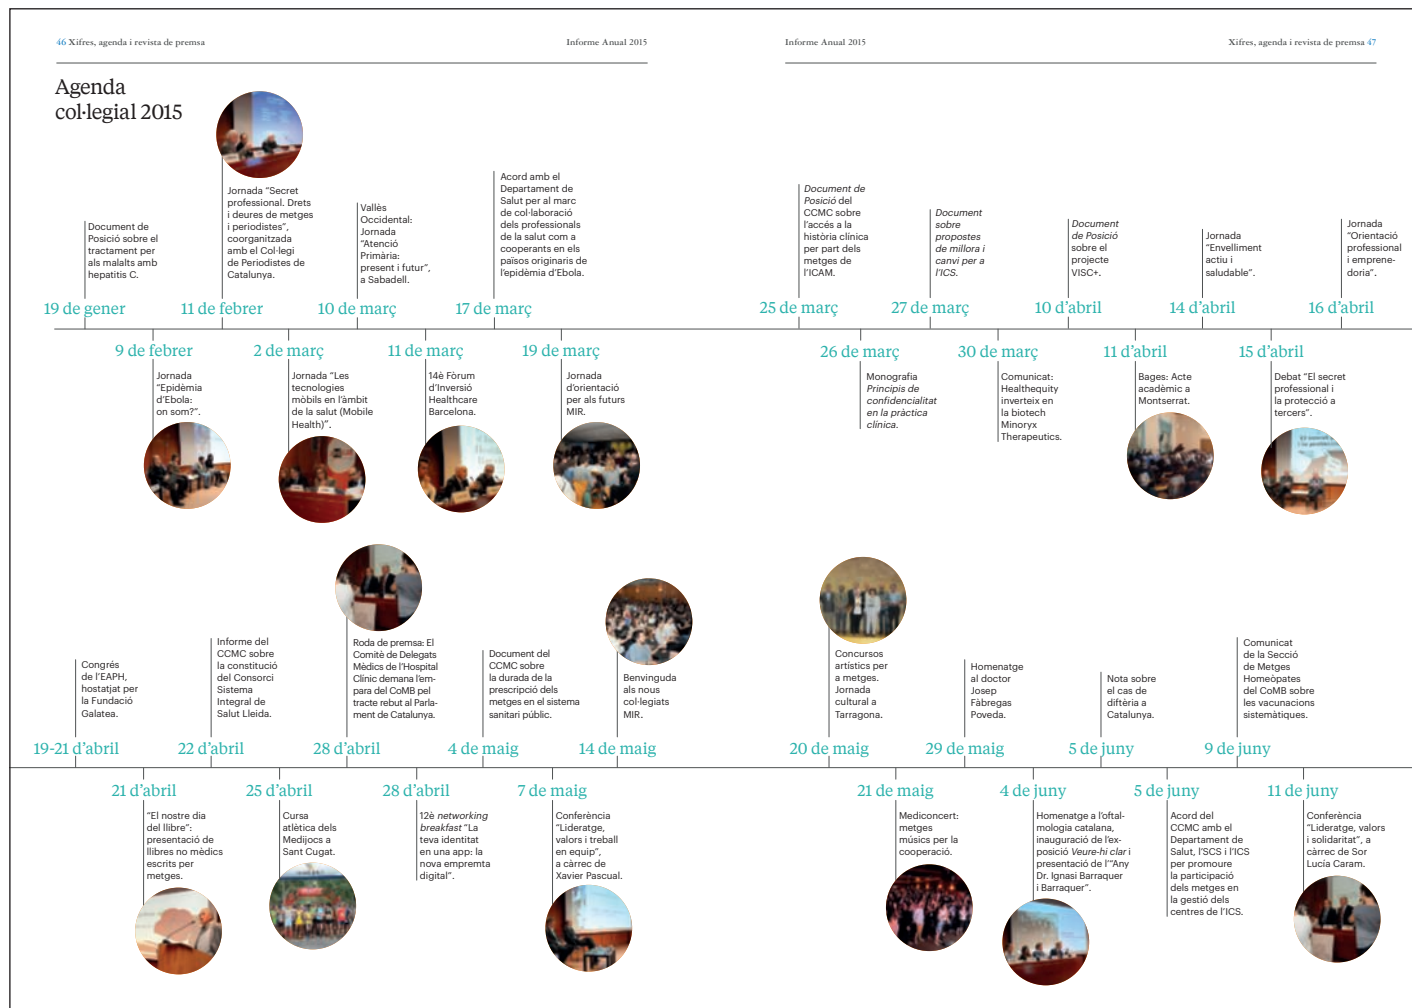 46 Xifres, agenda i revista de premsa
Informe Anual 2015
Informe Anual 2015
Xifres, agenda i revista de premsa 47
Agenda
col·legial 2015
Document de
Posició sobre el
tractament per
als malalts amb
hepatitis C.
19 de gener
Jornada “Secret
professional. Drets
i deures de metges
i periodistes”,
coorganitzada
amb el Col·legi
de Periodistes de
Catalunya.
11 de febrer
Vallès
Occidental:
Jornada
“Atenció
Primària:
present i futur”,
a Sabadell.
10 de març
Acord amb el
Departament de
Salut per al marc
de col·laboració
dels professionals
de la salut com a
cooperants en els
països originaris de
l’epidèmia d’Ebola.
17 de març
Document de
Posició del
CCMC sobre
l’accés a la
història clínica
per part dels
metges de
l’ICAM.
25 de març
Document
sobre
propostes
de millora i
canvi per a
l’ICS.
27 de març
Document
de Posició
sobre el
projecte
VISC+.
10 d’abril
Jornada
“Envelliment
actiu i
saludable”.
14 d’abril
Jornada
“Orientació
professional
i emprene-
doria”.
16 d’abril
9 de febrer
Jornada
“Epidèmia
d’Ebola:
on som?”.
2 de març
Jornada “Les
tecnologies
mòbils en l’àmbit
de la salut (Mobile
Health)”.
11 de març
14è Fòrum
d’Inversió
Healthcare
Barcelona.
19 de març
Jornada
d’orientació
per als futurs
MIR.
26 de març
Monografia
Principis de
confidencialitat
en la pràctica
clínica.
30 de març
Comunicat:
Healthequity
inverteix en
la biotech
Minoryx
Therapeutics.
11 d’abril
Bages: Acte
acadèmic a
Montserrat.
15 d’abril
Debat “El secret
professional i
la protecció a
tercers”.
Congrés
de l’EAPH,
hostatjat per
la Fundació
Galatea.
19-21 d’abril
Informe del
CCMC sobre
la constitució
del Consorci
Sistema
Integral de
Salut Lleida.
22 d’abril
Roda de premsa: El
Comitè de Delegats
Mèdics de l’Hospital
Clínic demana l’em-
para del CoMB pel
tracte rebut al Parla-
ment de Catalunya.
28 d’abril
Document del
CCMC sobre
la durada de la
prescripció dels
metges en el sistema
sanitari públic.
4 de maig
Benvinguda
als nous
col·legiats
MIR.
14 de maig
Concursos
artístics per
a metges.
Jornada
cultural a
Tarragona.
20 de maig
Homenatge
al doctor
Josep
Fàbregas
Poveda.
29 de maig
Nota sobre
el cas de
diftèria a
Catalunya.
5 de juny
Comunicat
de la Secció
de Metges
Homeòpates
del CoMB sobre
les vacunacions
sistemàtiques.
9 de juny
21 d’abril
“El nostre dia
del llibre”:
presentació de
llibres no mèdics
escrits per
metges.
25 d’abril
Cursa
atlètica dels
Medijocs a
Sant Cugat.
28 d’abril
12è networking
breakfast “La
teva identitat
en una app: la
nova empremta
digital”.
7 de maig
Conferència
“Lideratge,
valors i treball
en equip”,
a càrrec de
Xavier Pascual.
21 de maig
Mediconcert:
metges
músics per la
cooperació.
4 de juny
Homenatge a l’oftal-
mologia catalana,
inauguració de l’ex-
posició Veure-hi clar i
presentació de l’“Any
Dr. Ignasi Barraquer
i Barraquer”.
5 de juny
Acord del
CCMC amb el
Departament de
Salut, l’SCS i l’ICS
per promoure
la participació
dels metges en
la gestió dels
centres de l’ICS.
11 de juny
Conferència
“Lideratge, valors
i solidaritat”, a
càrrec de Sor
Lucía Caram.